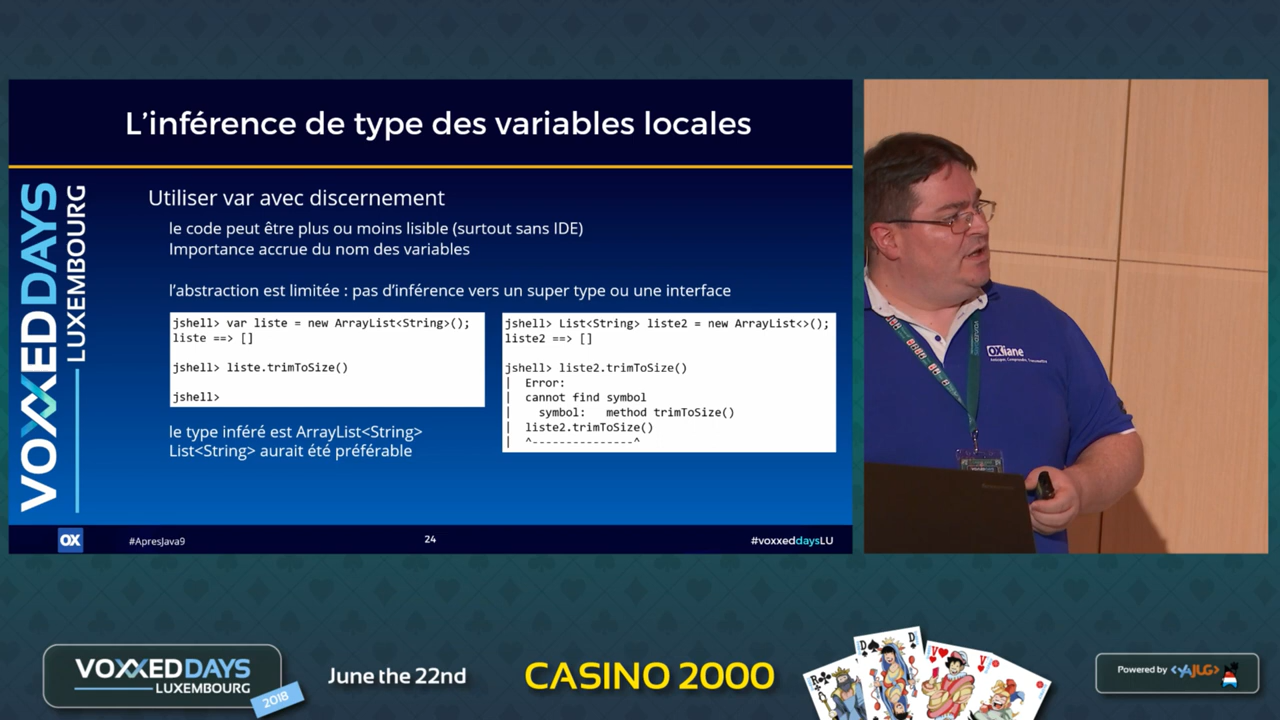 L'inférence de type des variables locales
VOXXED DAYS
LUXEMBOURG
Utiliser var avec discernement
le code peut être plus ou moins lisible (surtout sans IDE)
Importance accrue du nom des variables
l'abstraction est limitée : pas d'inférence vers un super type ou une interface
jshell> var liste = new ArrayList<String>();
liste ==> []
jshell> liste.trimToSize()
jshell>
jshell> List<String> liste2 = new ArrayList<>();
liste2 ==> []
jshell> liste2.trimToSize()
| Error:
| cannot find symbol
| symbol: method trimToSize()
| liste2.trimToSize()
| ^---------------^
le type inféré est ArrayList<String>
List<String> aurait été préférable
OX
#ApresJava9
24
#voxxeddaysLU
OXiane
VOXXED DAYS
LUXEMBOURG
2018
June the 22nd
CASINO 2000
Powered by <YAJUG>